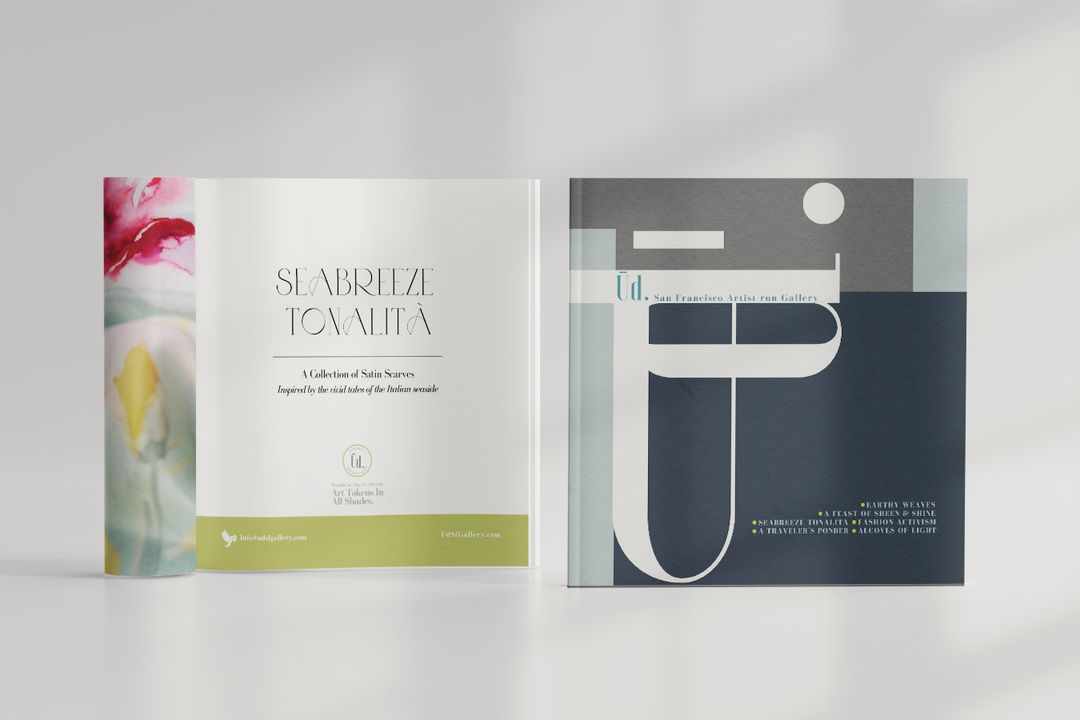 SEABREEZE
TONALITÀ
A Collection of Satin Scarves
Inspired by the vivid tales of the Italian seaside
Ūd.
Art Tokens In
All Shades.
Info@udsfgallery.com
UdSfGallery.com
Ūd. San Francisco Artist-run Gallery
EARTHY WEAVES
A FEAST OF SHEEN & SHINE
SEABREEZE TONALITÀ • FASHION ACTIVISM
A TRAVELER'S PONDER • ALCOVES OF LIGHT